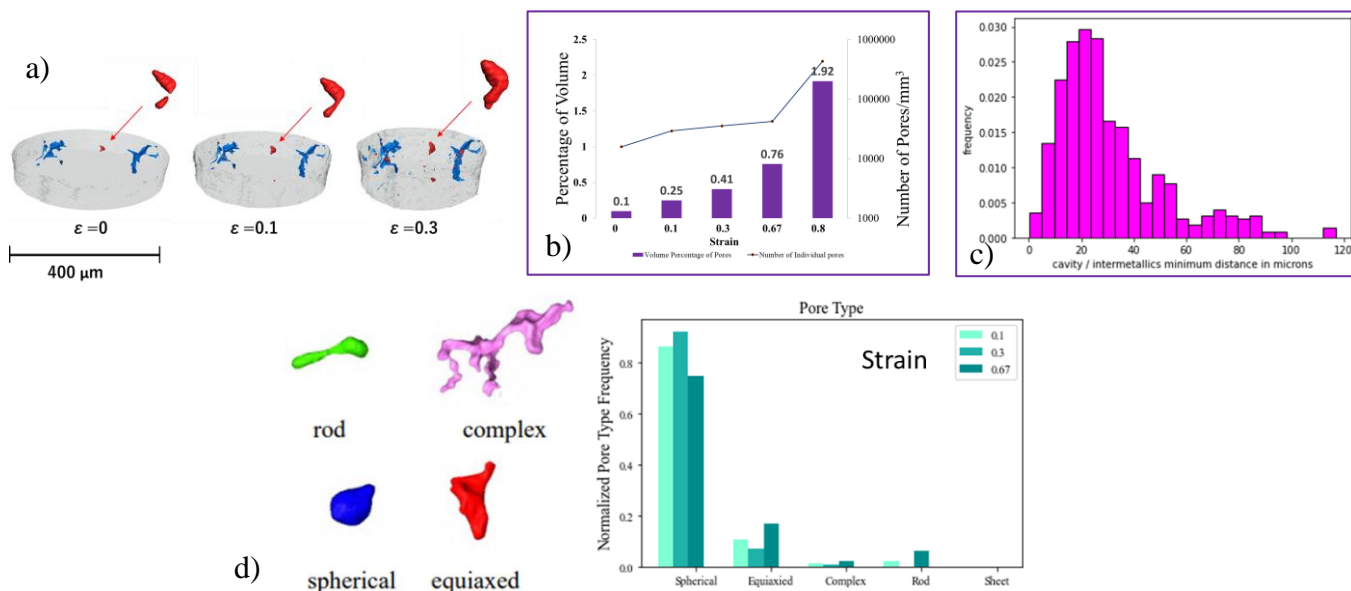 a)
ε =0
ε =0.1
ε =0.3
400 µm
b)
Percentage of Volume
2.5
2
1.5
1
0.5
0
0.1
0.25
0.41
0.76
1.92
0
0.1
0.3
0.67
0.8
Strain
1000000
100000
10000
1000
Number of Pores/mm³
Volume Percentage of Pores
Number of Individual pores
c)
frequency
0.030
0.025
0.020
0.015
0.010
0.005
0.000
0
20
40
60
80
100
120
cavity / intermetallics minimum distance in microns
d)
rod
complex
spherical
equiaxed
Pore Type
Normalized Pore Type Frequency
0.8
0.6
0.4
0.2
0.0
Strain
0.1
0.3
0.67
Spherical
Equiaxied
Complex
Rod
Sheet